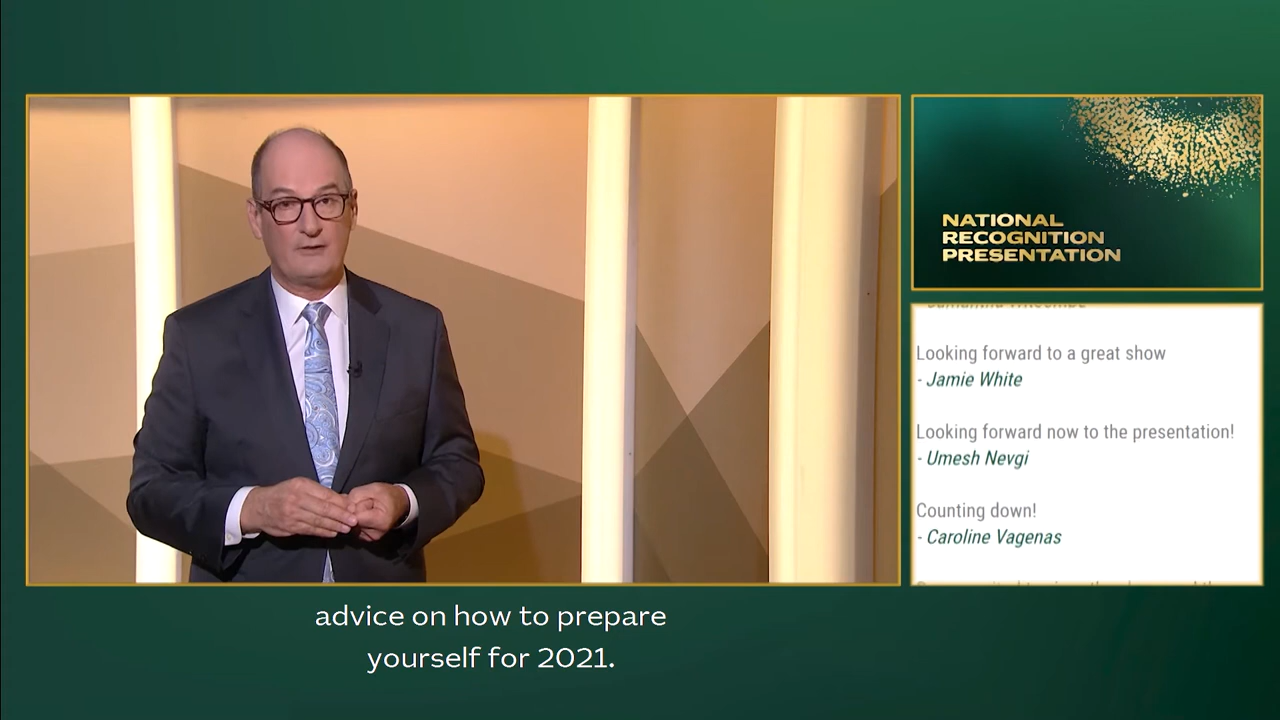 NATIONAL
RECOGNITION
PRESENTATION
Looking forward to a great show
- Jamie White
Looking forward now to the presentation!
- Umesh Nevgi
Counting down!
- Caroline Vagenas
advice on how to prepare
yourself for 2021.